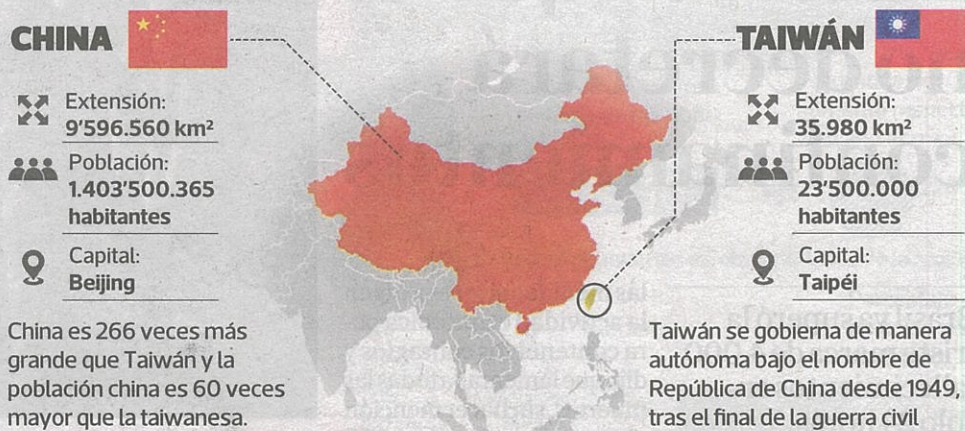 CHINA
Extensión:
9'596.560 km²
Población:
1.403'500.365
habitantes
Capital:
Beijing
China es 266 veces más
grande que Taiwán y la
población china es 60 veces
mayor que la taiwanesa.
TAIWÁN
Extensión:
35.980 km²
Población:
23'500.000
habitantes
Capital:
Taipéi
Taiwán se gobierna de manera
autónoma bajo el nombre de
República de China desde 1949,
tras el final de la guerra civil